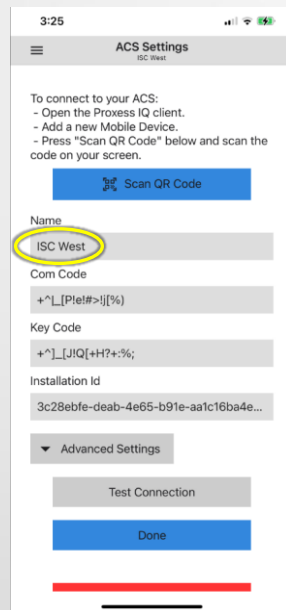 3:25
ACS Settings
ISC West
To connect to your ACS:
- Open the Proxess IQ client.
- Add a new Mobile Device.
- Press "Scan QR Code" below and scan the
code on your screen.
Scan QR Code
Name
ISC West
Com Code
+^|_[P!e!#>!j[%)
Key Code
+^]_[J!Q[+H?+:%;
Installation Id
3c28ebfe-deab-4e65-b91e-aa1c16ba4e...
Advanced Settings
Test Connection
Done